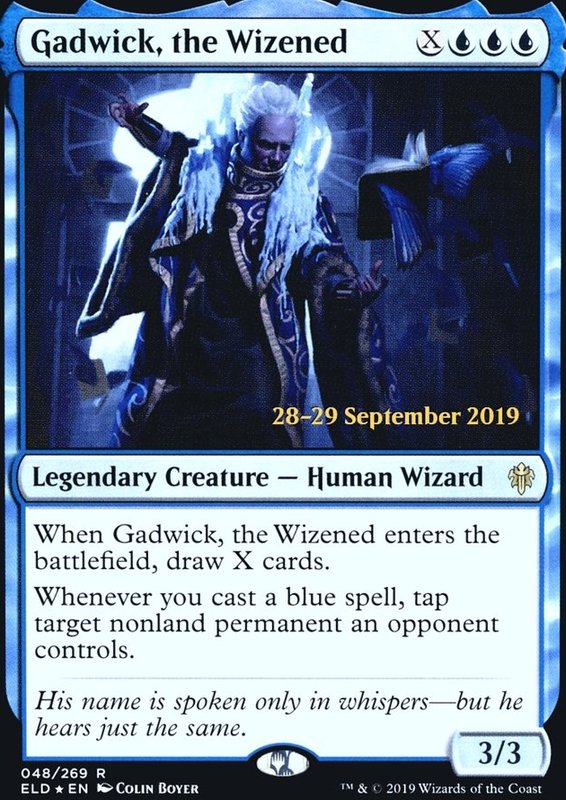 Gadwick, the Wizened X
28-29 September 2019
Legendary Creature — Human Wizard
When Gadwick, the Wizened enters the
battlefield, draw X cards.
Whenever you cast a blue spell, tap
target nonland permanent an opponent
controls.
His name is spoken only in whispers—but he
hears just the same.
3/3
048/269 R
ELD ★ EN Colin Boyer
™ & © 2019 Wizards of the Coast